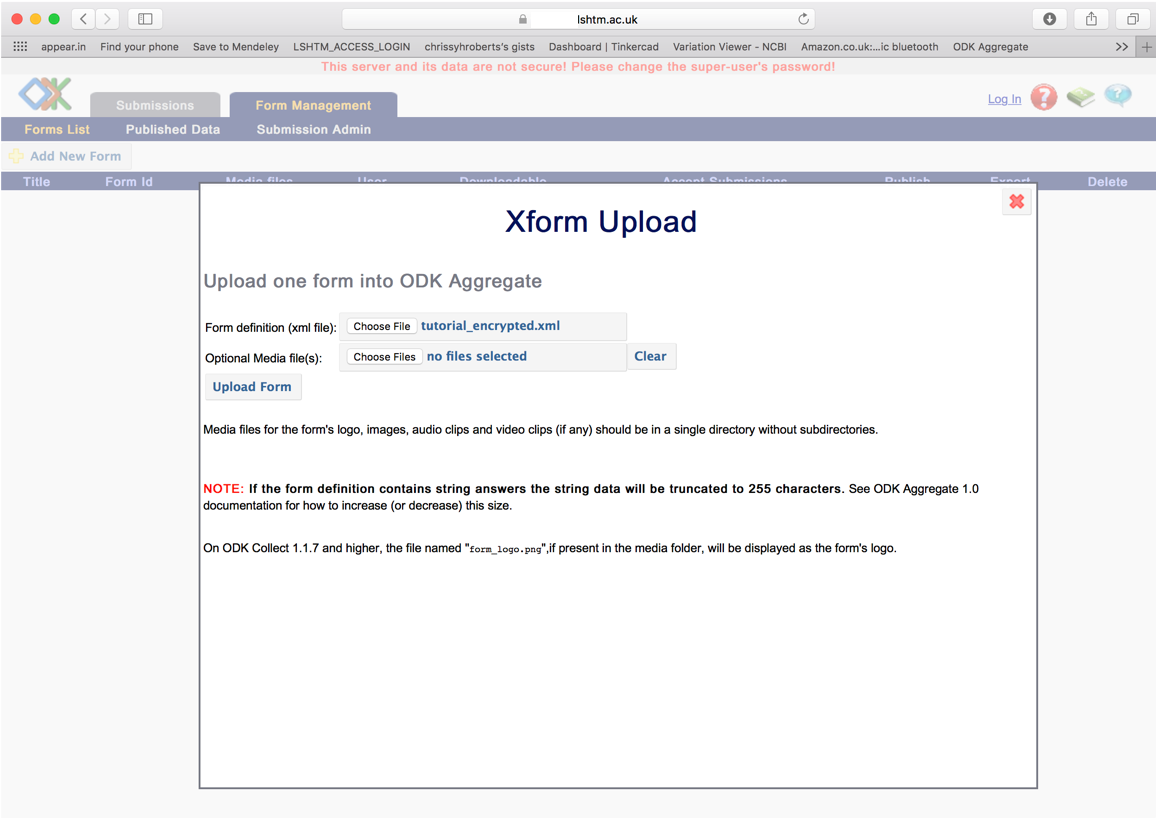 lshtm.ac.uk
appear.in Find your phone Save to Mendeley LSHTM_ACCESS_LOGIN chrissyhroberts's gists Dashboard | Tinkercad Variation Viewer - NCBI Amazon.co.uk:...ic bluetooth ODK Aggregate >>
This server and its data are not secure! Please change the super-user's password!
Submissions Form Management Log In
Forms List Published Data Submission Admin
Add New Form
Title Form Id Media files User Downloadable Accept Submissions Publish Export Delete
Xform Upload
Upload one form into ODK Aggregate
Form definition (xml file): Choose File tutorial_encrypted.xml
Optional Media file(s): Choose Files no files selected Clear
Upload Form
Media files for the form's logo, images, audio clips and video clips (if any) should be in a single directory without subdirectories.
NOTE: If the form definition contains string answers the string data will be truncated to 255 characters. See ODK Aggregate 1.0
documentation for how to increase (or decrease) this size.
On ODK Collect 1.1.7 and higher, the file named "form_logo.png",if present in the media folder, will be displayed as the form's logo.